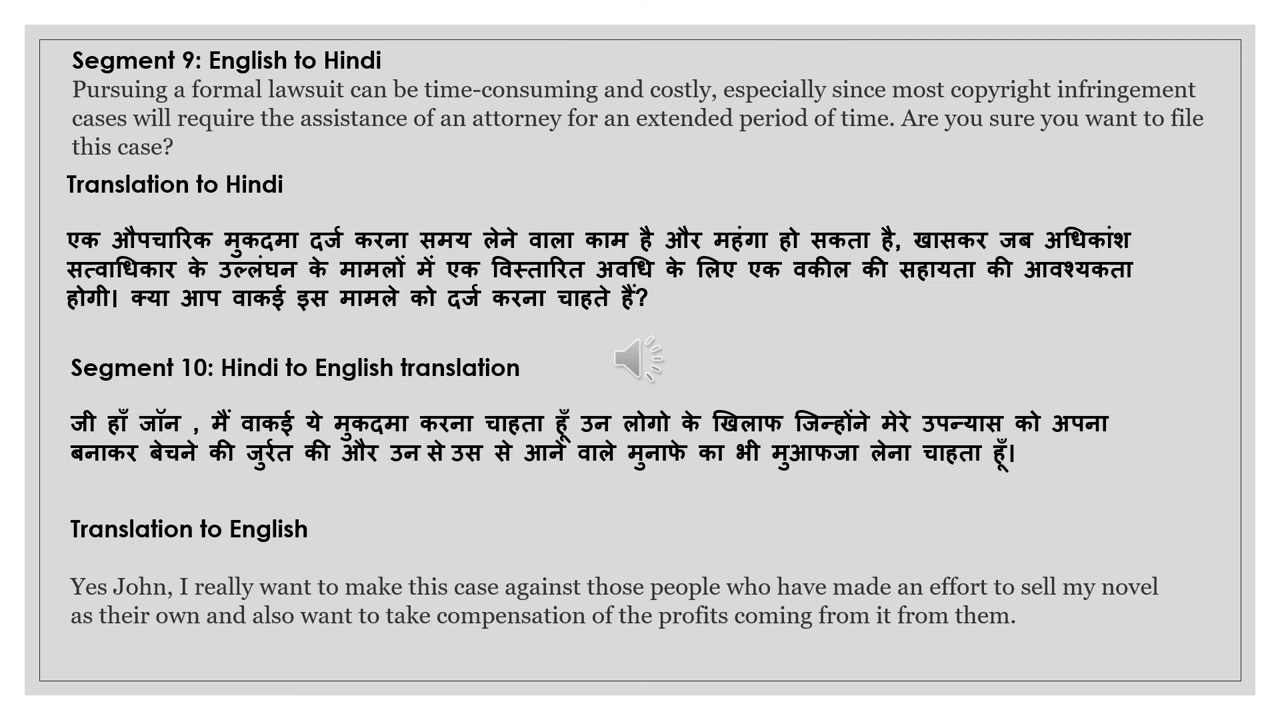 Segment 9: English to Hindi
Pursuing a formal lawsuit can be time-consuming and costly, especially since most copyright infringement
cases will require the assistance of an attorney for an extended period of time. Are you sure you want to file
this case?
Translation to Hindi
एक औपचारिक मुकदमा दर्ज करना समय लेने वाला काम है और महंगा हो सकता है, खासकर जब अधिकांश
सत्वाधिकार के उल्लंघन के मामलों में एक विस्तारित अवधि के लिए एक वकील की सहायता की आवश्यकता
होगी। क्या आप वाकई इस मामले को दर्ज करना चाहते हैं?
Segment 10: Hindi to English translation
जी हाँ जॉन , मैं वाकई ये मुकदमा करना चाहता हूँ उन लोगो के खिलाफ जिन्होंने मेरे उपन्यास को अपना
बनाकर बेचने की जुर्रत की और उन से उस से आने वाले मुनाफे का भी मुआफजा लेना चाहता हूँ।
Translation to English
Yes John, I really want to make this case against those people who have made an effort to sell my novel
as their own and also want to take compensation of the profits coming from it from them.